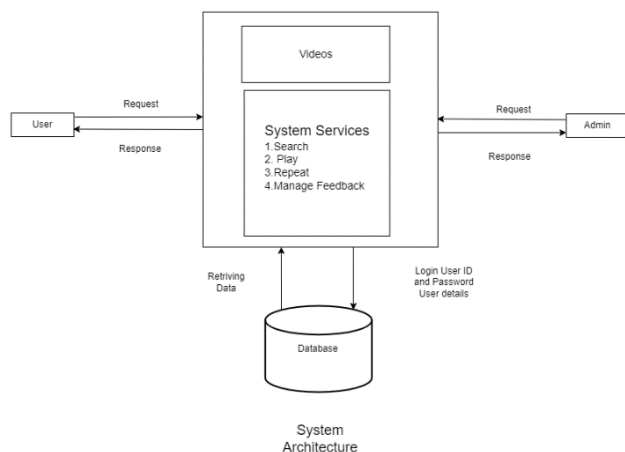 Videos
Request
User
Response
System Services
1.Search
2. Play
3.Repeat
4.Manage Feedback
Request
Admin
Response
Retriving
Data
Login User ID
and Password
User details
Database
System
Architecture